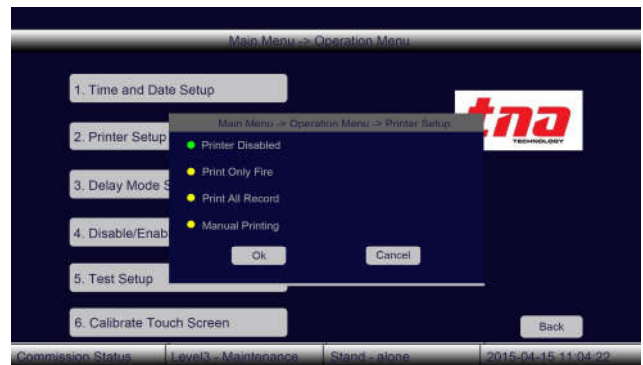 Main Menu -> Operation Menu
1. Time and Date Setup
tna
TECHNOLOGY
Main Menu -> Operation Menu -> Printer Setup
2. Printer Setup
Printer Disabled
Print Only Fire
3. Delay Mode S
Print All Record
Manual Printing
4. Disable/Enab
Ok Cancel
5. Test Setup
6. Calibrate Touch Screen
Back
Commission Status Level3 - Maintenance Stand - alone 2015-04-15 11:04:22